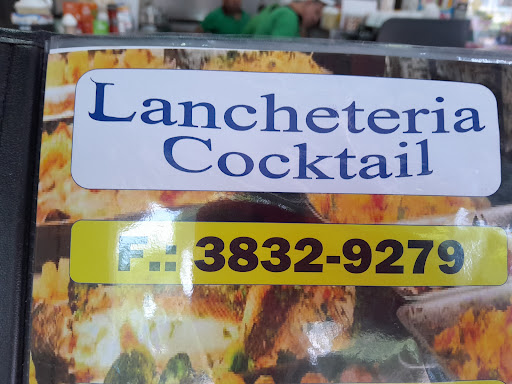 Lancheteria
Cocktail
F.: 3832-9279